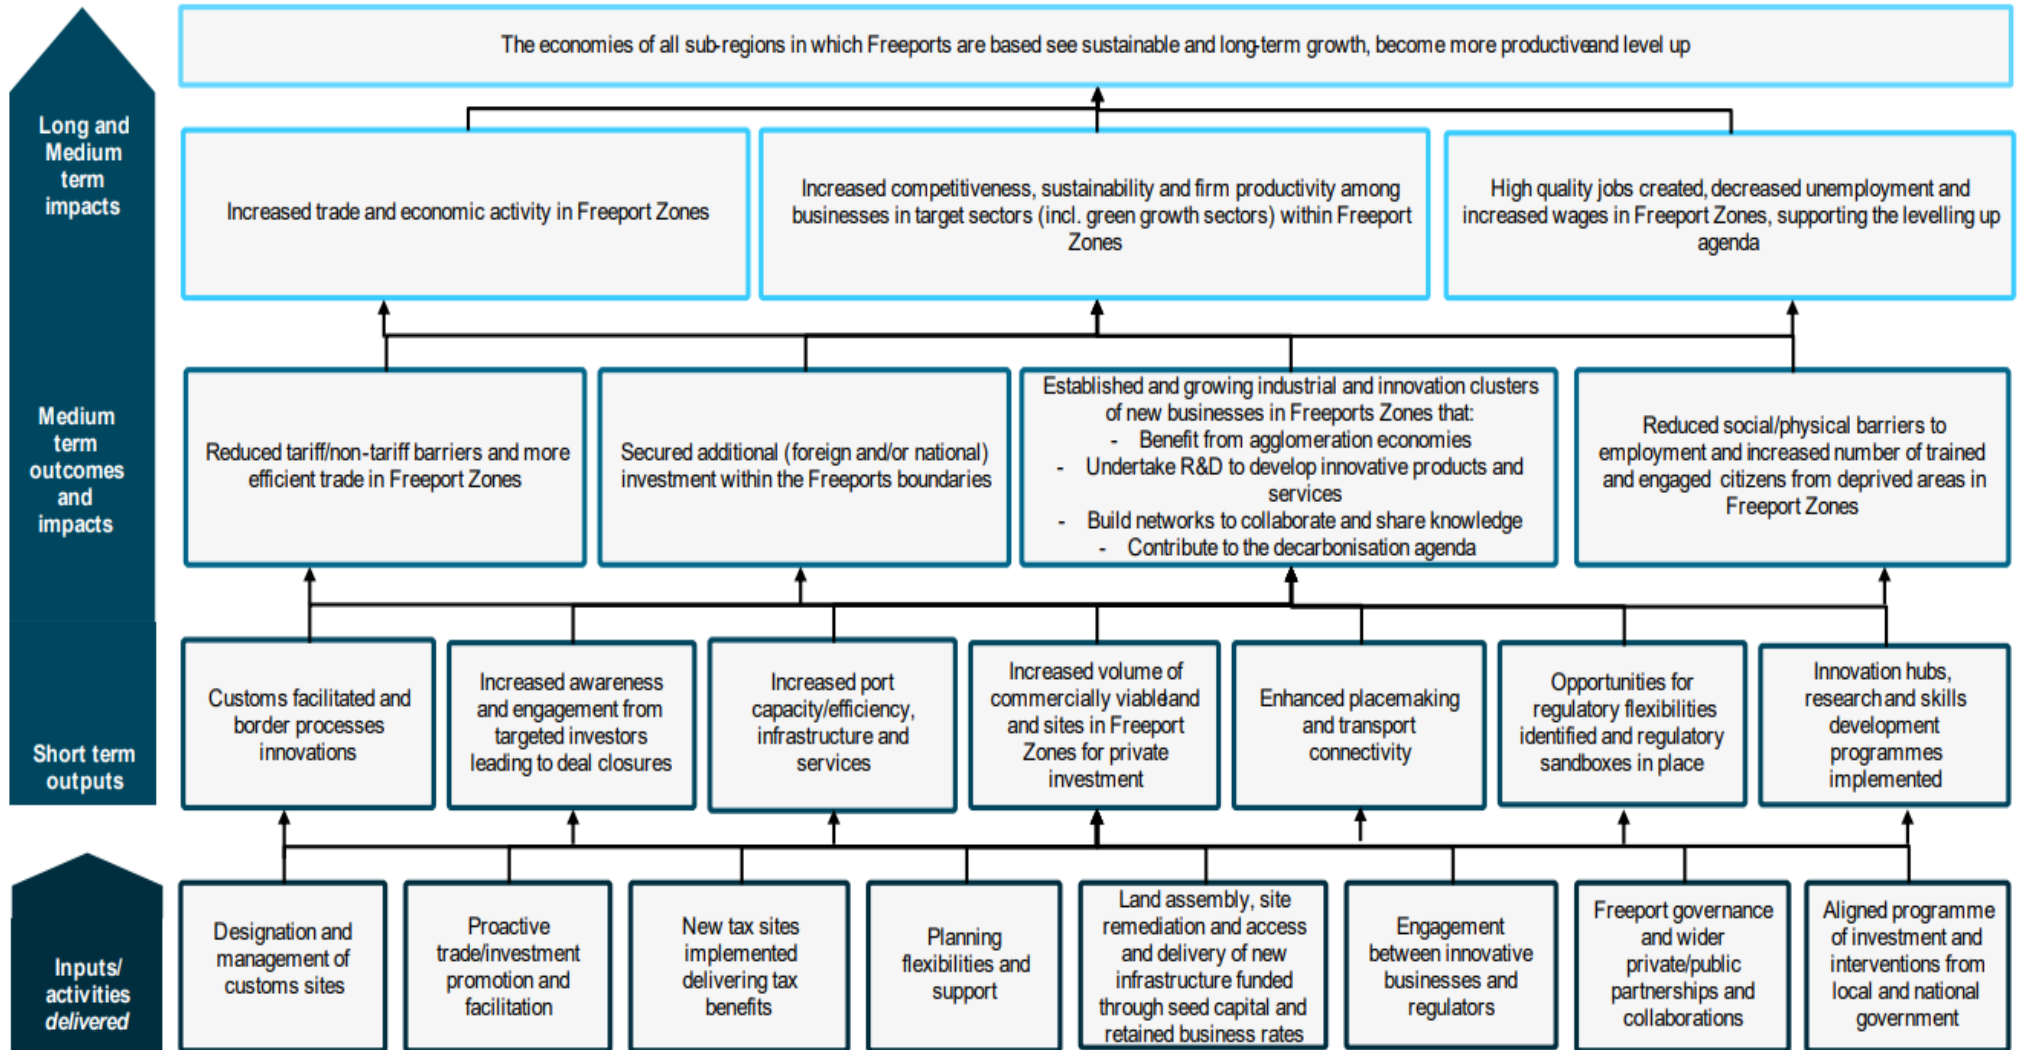 The economies of all sub-regions in which Freeports are based see sustainable and long-term growth, become more productive and level up
Long and
Medium
term
impacts
Increased trade and economic activity in Freeport Zones
Increased competitiveness, sustainability and firm productivity among
businesses in target sectors (incl. green growth sectors) within Freeport
Zones
High quality jobs created, decreased unemployment and
increased wages in Freeport Zones, supporting the levelling up
agenda
Medium
term
outcomes
and
impacts
Reduced tariff/non-tariff barriers and more
efficient trade in Freeport Zones
Secured additional (foreign and/or national)
investment within the Freeports boundaries
Established and growing industrial and innovation clusters
of new businesses in Freeports Zones that:
- Benefit from agglomeration economies
- Undertake R&D to develop innovative products and
services
- Build networks to collaborate and share knowledge
- Contribute to the decarbonisation agenda
Reduced social/physical barriers to
employment and increased number of trained
and engaged citizens from deprived areas in
Freeport Zones
Short term
outputs
Customs facilitated and
border processes
innovations
Increased awareness
and engagement from
targeted investors
leading to deal closures
Increased port
capacity/efficiency,
infrastructure and
services
Increased volume of
commercially viable land
and sites in Freeport
Zones for private
investment
Enhanced placemaking
and transport
connectivity
Opportunities for
regulatory flexibilities
identified and regulatory
sandboxes in place
Innovation hubs,
research and skills
development
programmes
implemented
Inputs/
activities
delivered
Designation and
management of
customs sites
Proactive
trade/investment
promotion and
facilitation
New tax sites
implemented
delivering tax
benefits
Planning
flexibilities and
support
Land assembly, site
remediation and access
and delivery of new
infrastructure funded
through seed capital and
retained business rates
Engagement
between innovative
businesses and
regulators
Freeport governance
and wider
private/public
partnerships and
collaborations
Aligned programme
of investment and
interventions from
local and national
government